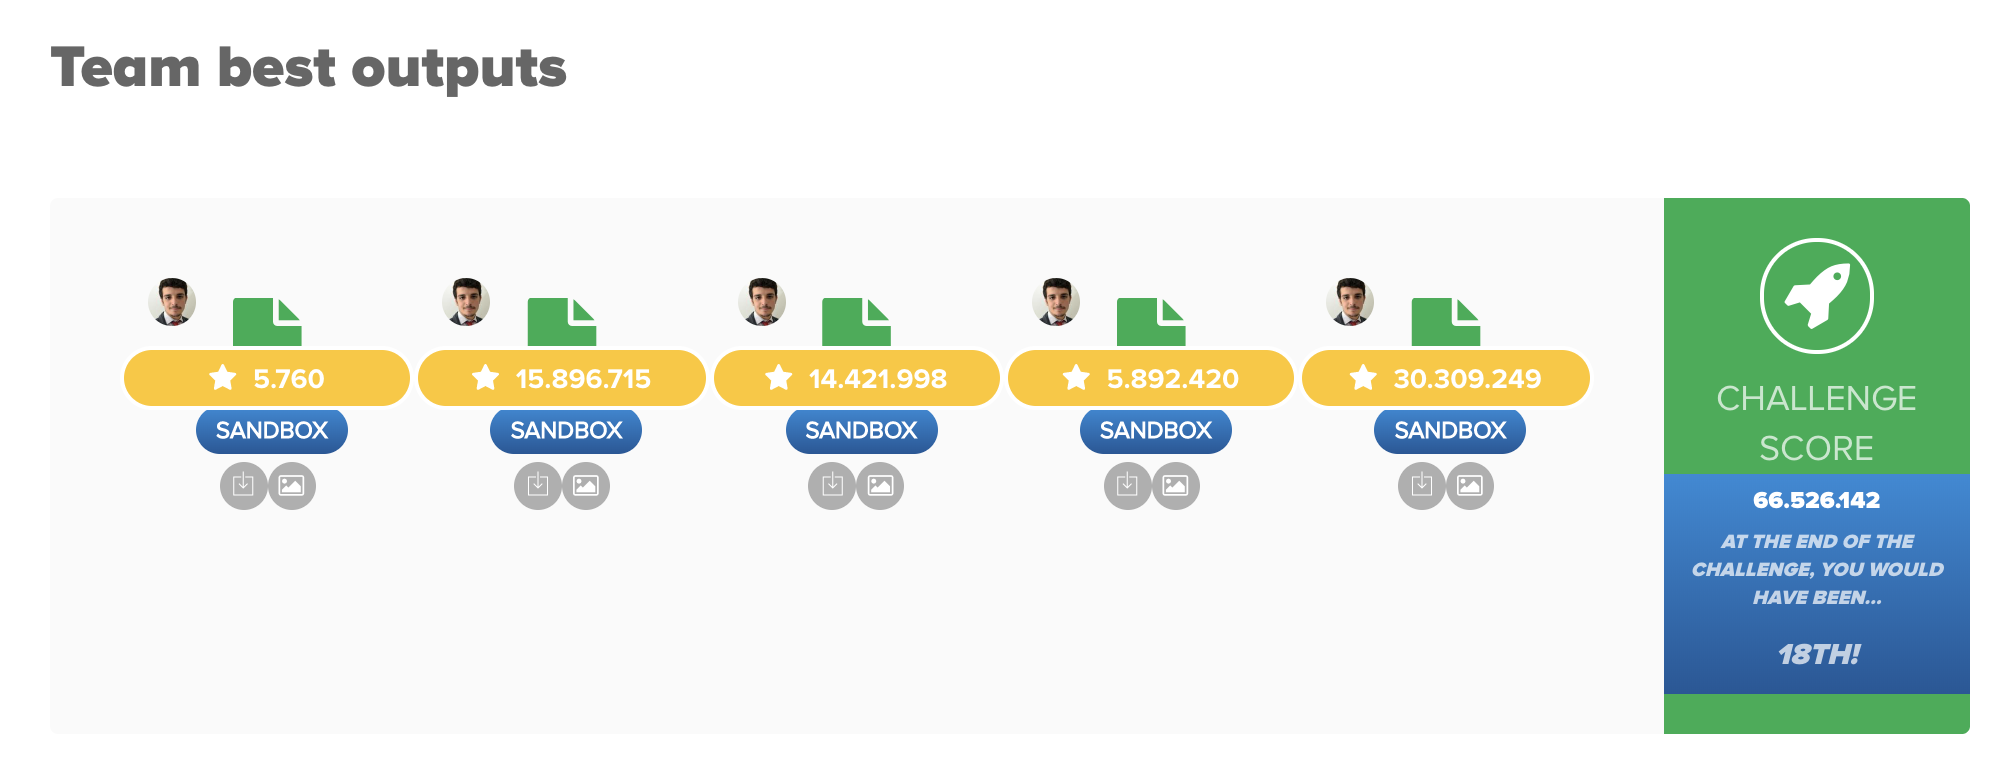 Team best outputs
5.760
15.896.715
14.421.998
5.892.420
30.309.249
SANDBOX
SANDBOX
SANDBOX
SANDBOX
SANDBOX
CHALLENGE
SCORE
66.526.142
AT THE END OF THE
CHALLENGE, YOU WOULD
HAVE BEEN...
18TH!